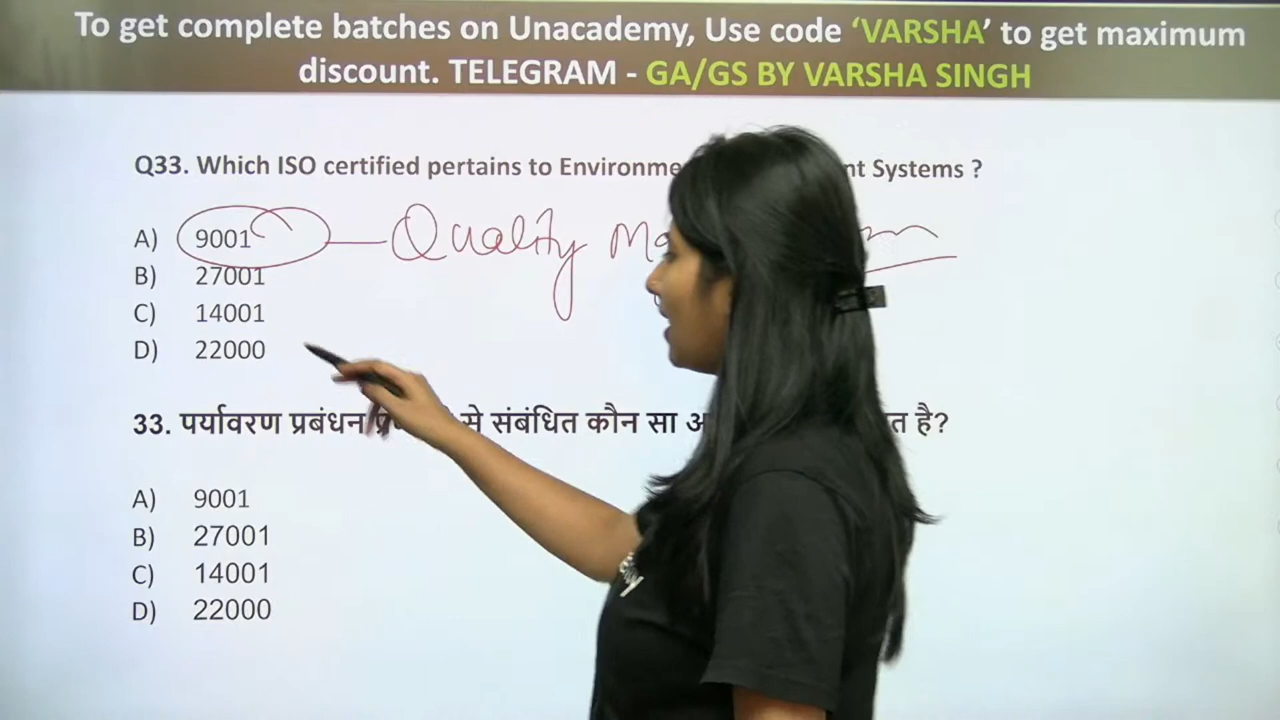 To get complete batches on Unacademy, Use code ‘VARSHA’ to get maximum
discount. TELEGRAM - GA/GS BY VARSHA SINGH
Q33. Which ISO certified pertains to Systems ?
A) 9001 Quality
B) 27001
C) 14001
D) 22000
33. पर्यावरण प्रबंधन से संबंधित कौन सा है?
A) 9001
B) 27001
C) 14001
D) 22000